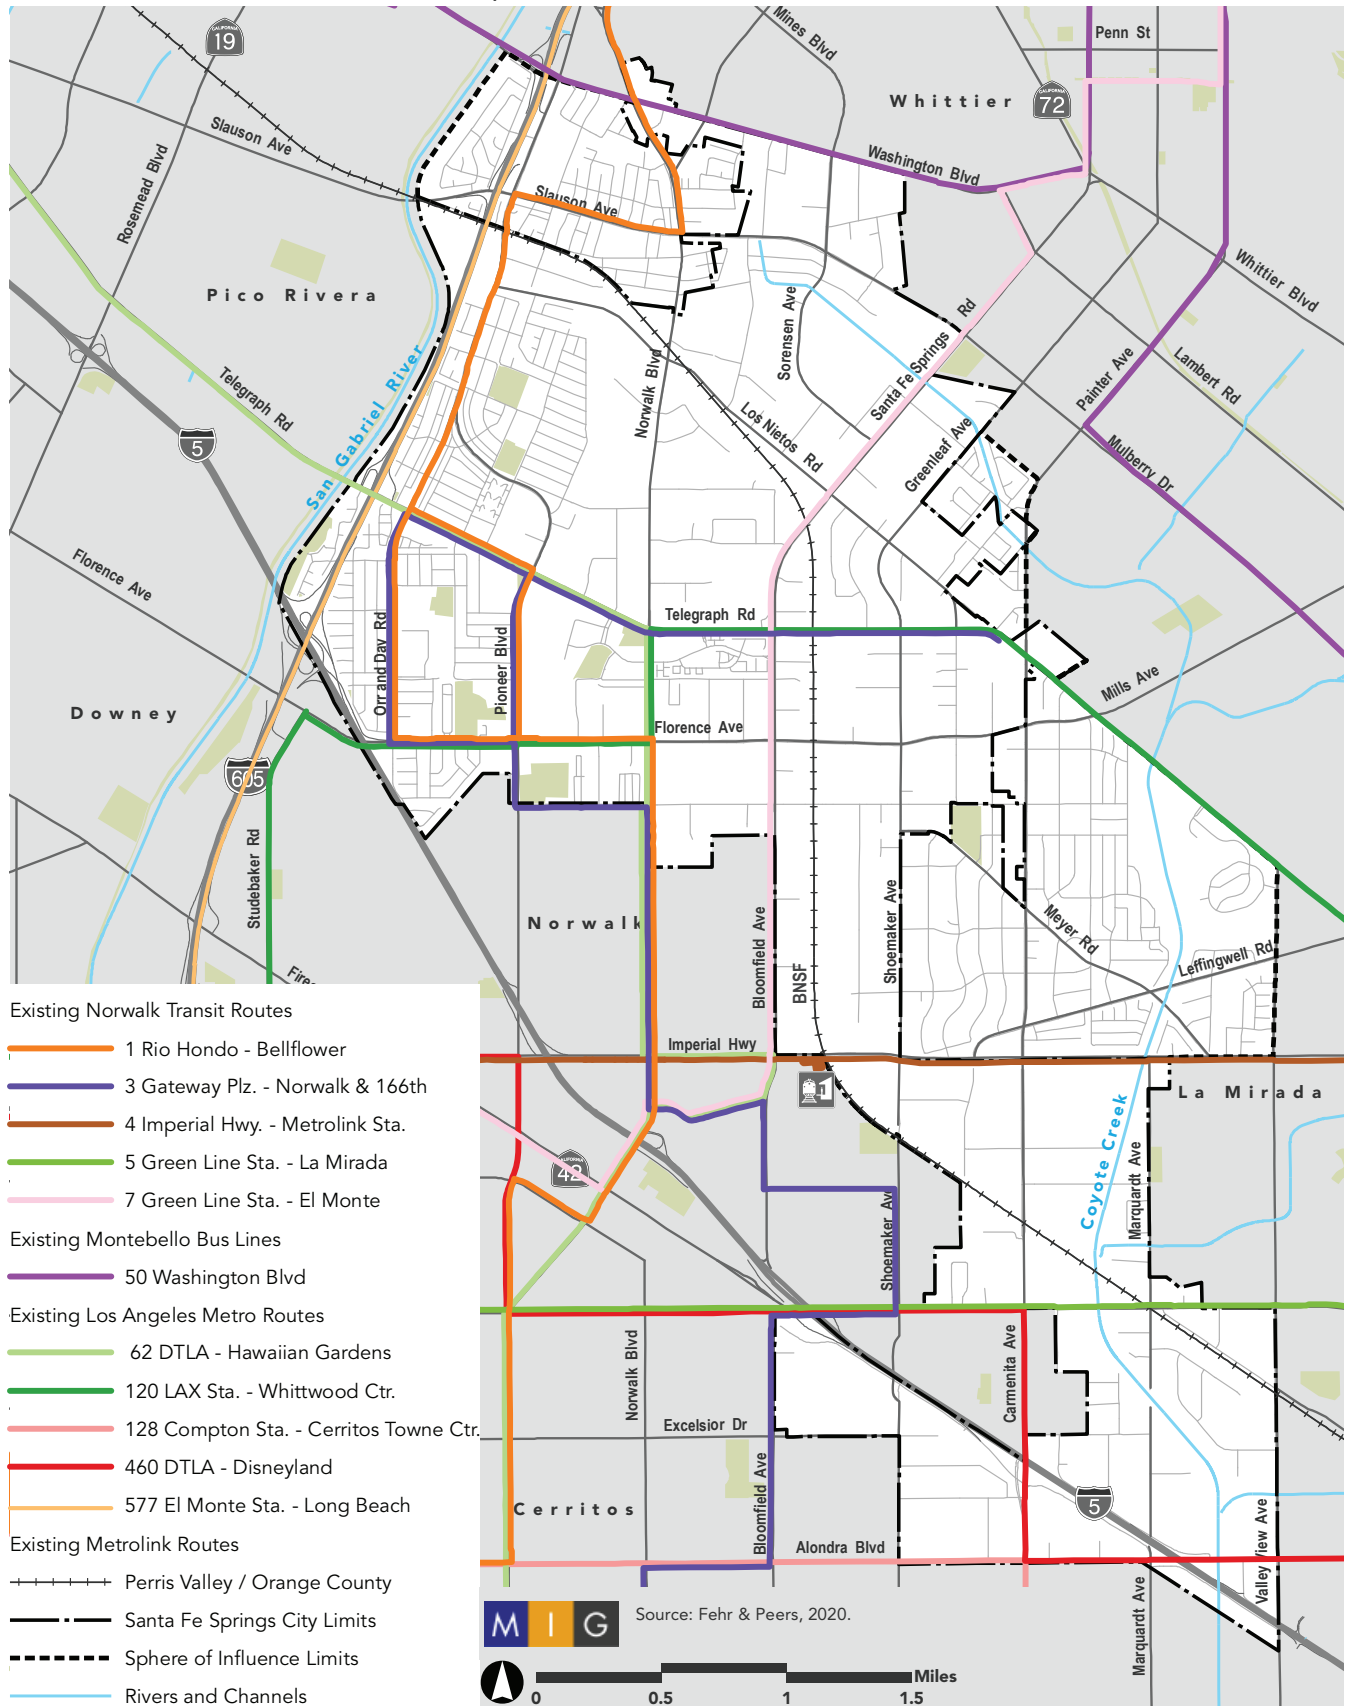 CALIFORNIA
19
Mines Blvd
Penn St
Whittier
CALIFORNIA
72
Slauson Ave
Rosemead Blvd
Washington Blvd
Slauson Ave
Pico Rivera
Whittier Blvd
Sorensen Ave
Santa Fe Springs Rd
San Gabriel River
Norwalk Blvd
Painter Ave
Lambert Rd
Telegraph Rd
Los Nietos Rd
5
Greenleaf Ave
Mulberry Dr
Florence Ave
Telegraph Rd
Orr and Day Rd
Pioneer Blvd
Mills Ave
Downey
Florence Ave
605
Studebaker Rd
Norwalk
Bloomfield Ave
BNSF
Shoemaker Ave
Meyer Rd
Leffingwell Rd
Imperial Hwy
La Mirada
CALIFORNIA
42
Coyote Creek
Marquardt Ave
Shoemaker Ave
Norwalk Blvd
Carmenita Ave
Excelsior Dr
Bloomfield Ave
Cerritos
5
Alondra Blvd
Valley View Ave
Marquardt Ave
Existing Norwalk Transit Routes
1 Rio Hondo - Bellflower
3 Gateway Plz. - Norwalk & 166th
4 Imperial Hwy. - Metrolink Sta.
5 Green Line Sta. - La Mirada
7 Green Line Sta. - El Monte
Existing Montebello Bus Lines
50 Washington Blvd
Existing Los Angeles Metro Routes
62 DTLA - Hawaiian Gardens
120 LAX Sta. - Whittwood Ctr.
128 Compton Sta. - Cerritos Towne Ctr.
460 DTLA - Disneyland
577 El Monte Sta. - Long Beach
Existing Metrolink Routes
Perris Valley / Orange County
Santa Fe Springs City Limits
Sphere of Influence Limits
Rivers and Channels
M I G
Source: Fehr & Peers, 2020.
Miles
0 0.5 1 1.5